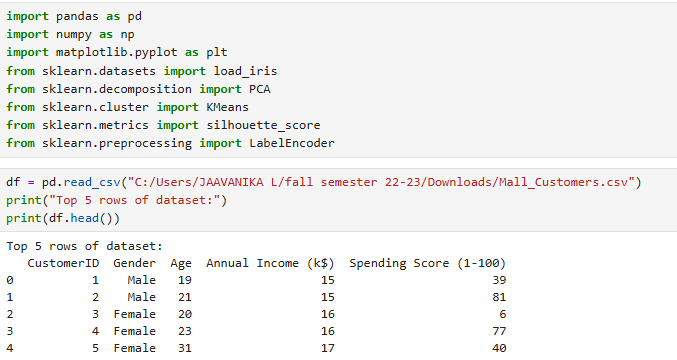 import pandas as pd
import numpy as np
import matplotlib.pyplot as plt
from sklearn.datasets import load_iris
from sklearn.decomposition import PCA
from sklearn.cluster import KMeans
from sklearn.metrics import silhouette_score
from sklearn.preprocessing import LabelEncoder
df = pd.read_csv("C:/Users/JAAVANIKA L/fall semester 22-23/Downloads/Mall_Customers.csv")
print("Top 5 rows of dataset:")
print(df.head())
Top 5 rows of dataset:
CustomerID Gender Age Annual Income (k$) Spending Score (1-100)
0 1 Male 19 15 39
1 2 Male 21 15 81
2 3 Female 20 16 6
3 4 Female 23 16 77
4 5 Female 31 17 40